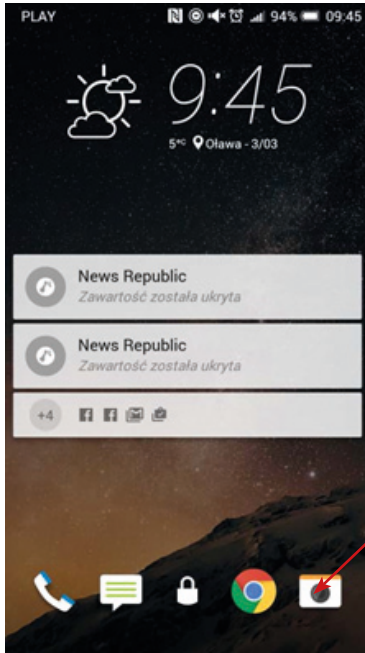 PLAY 94% 09:45
9:45
5°C Oława - 3/03
News Republic
Zawartość została ukryta
News Republic
Zawartość została ukryta
+4